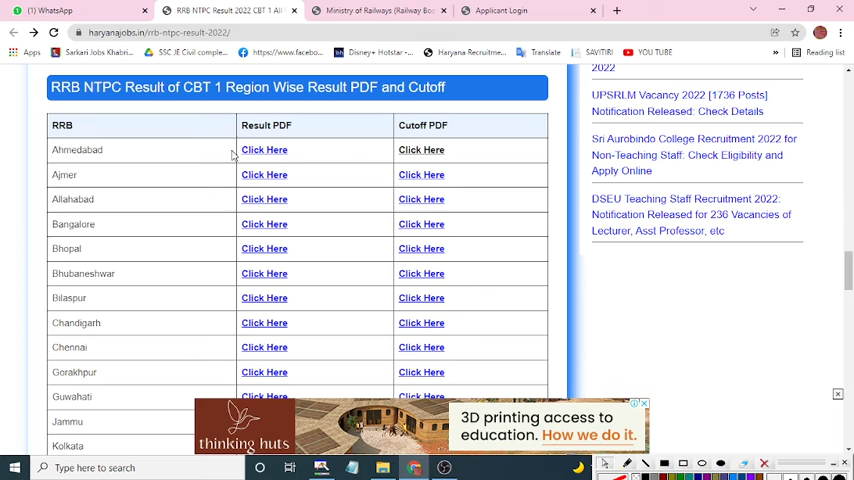 (1) WhatsApp
RRB NTPC Result 2022 CBT 1 All I
Ministry of Railways (Railway Boa
Applicant Login
haryanajobs.in/rrb-ntpc-result-2022/
Apps
Sarkari Jobs Khabri...
SSC JE Civil comple...
https://www.facebo...
Disney+ Hotstar -...
Haryana Recruitme...
Translate
SAVITIRI
YOU TUBE
»
Reading list
RRB NTPC Result of CBT 1 Region Wise Result PDF and Cutoff
RRB Result PDF Cutoff PDF
Ahmedabad Click Here Click Here
Ajmer Click Here Click Here
Allahabad Click Here Click Here
Bangalore Click Here Click Here
Bhopal Click Here Click Here
Bhubaneshwar Click Here Click Here
Bilaspur Click Here Click Here
Chandigarh Click Here Click Here
Chennai Click Here Click Here
Gorakhpur Click Here Click Here
Guwahati Click Here Click Here
Jammu
Kolkata
2022
UPSRLM Vacancy 2022 [1736 Posts]
Notification Released: Check Details
Sri Aurobindo College Recruitment 2022 for
Non-Teaching Staff: Check Eligibility and
Apply Online
DSEU Teaching Staff Recruitment 2022:
Notification Released for 236 Vacancies of
Lecturer, Asst Professor, etc
thinking huts
3D printing access to
education. How we do it.
Type here to search